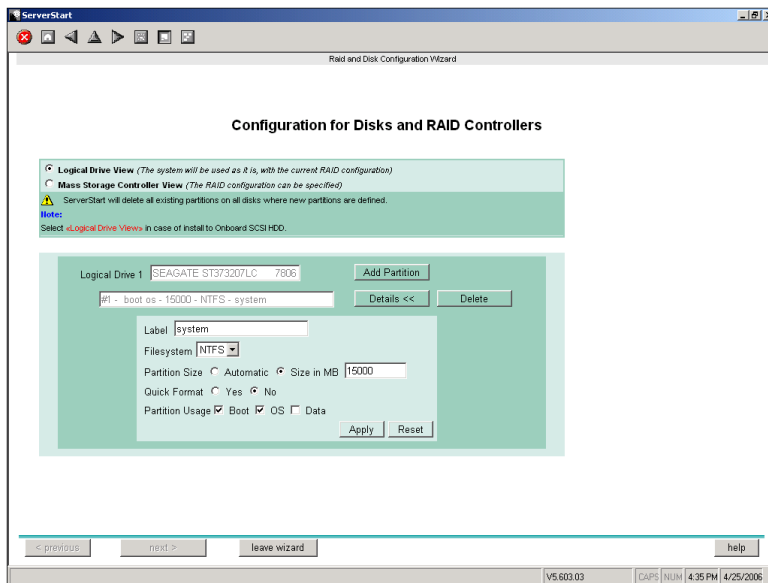 ServerStart
Raid and Disk Configuration Wizard
Configuration for Disks and RAID Controllers
Logical Drive View (The system will be used as it is, with the current RAID configuration)
Mass Storage Controller View (The RAID configuration can be specified)
ServerStart will delete all existing partitions on all disks where new partitions are defined.
Note:
Select «Logical Drive View» in case of install to Onboard SCSI HDD.
Logical Drive 1 SEAGATE ST373207LC 7806 Add Partition
#1 - boot os - 15000 - NTFS - system Details << Delete
Label system
Filesystem NTFS
Partition Size Automatic Size in MB 15000
Quick Format Yes No
Partition Usage Boot OS Data
Apply Reset
< previous next > leave wizard help
V5.603.03 CAPS NUM 4:35 PM 4/25/2006